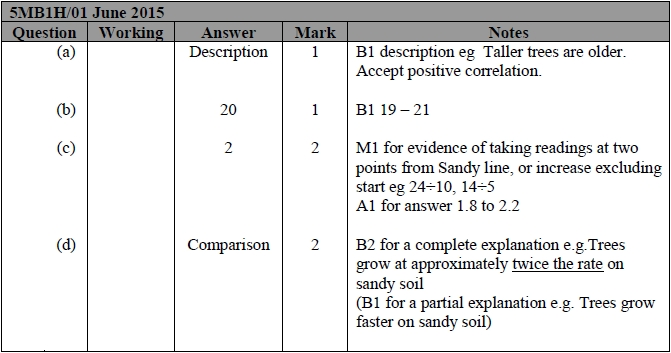 5MB1H/01 June 2015
Question Working Answer Mark Notes
(a) Description 1 B1 description eg Taller trees are older.
Accept positive correlation.
(b) 20 1 B1 19 – 21
(c) 2 2 M1 for evidence of taking readings at two
points from Sandy line, or increase excluding
start eg 24÷10, 14÷5
A1 for answer 1.8 to 2.2
(d) Comparison 2 B2 for a complete explanation e.g.Trees
grow at approximately twice the rate on
sandy soil
(B1 for a partial explanation e.g. Trees grow
faster on sandy soil)